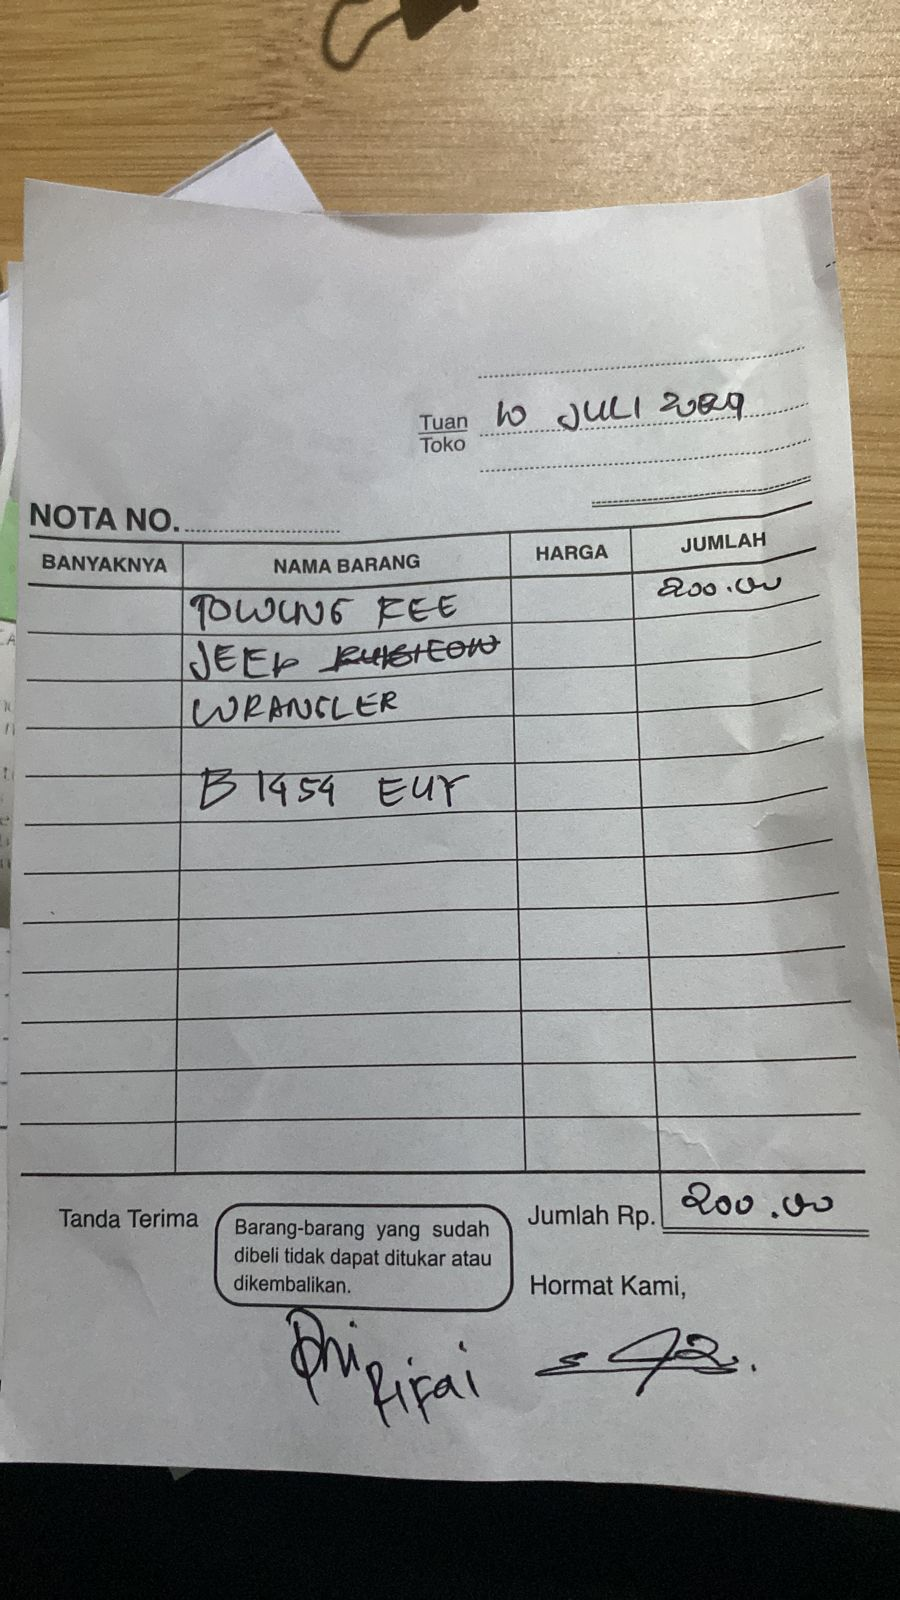 Tuan 10 JULI 2024
Toko
NOTA NO.
BANYAKNYA NAMA BARANG HARGA JUMLAH
TOWING FEE 200.00
JEEP
WRANGLER
B 1454 EUY
Tanda Terima
Barang-barang yang sudah
dibeli tidak dapat ditukar atau
dikembalikan.
Jumlah Rp. 200.00
Hormat Kami,
Rifai